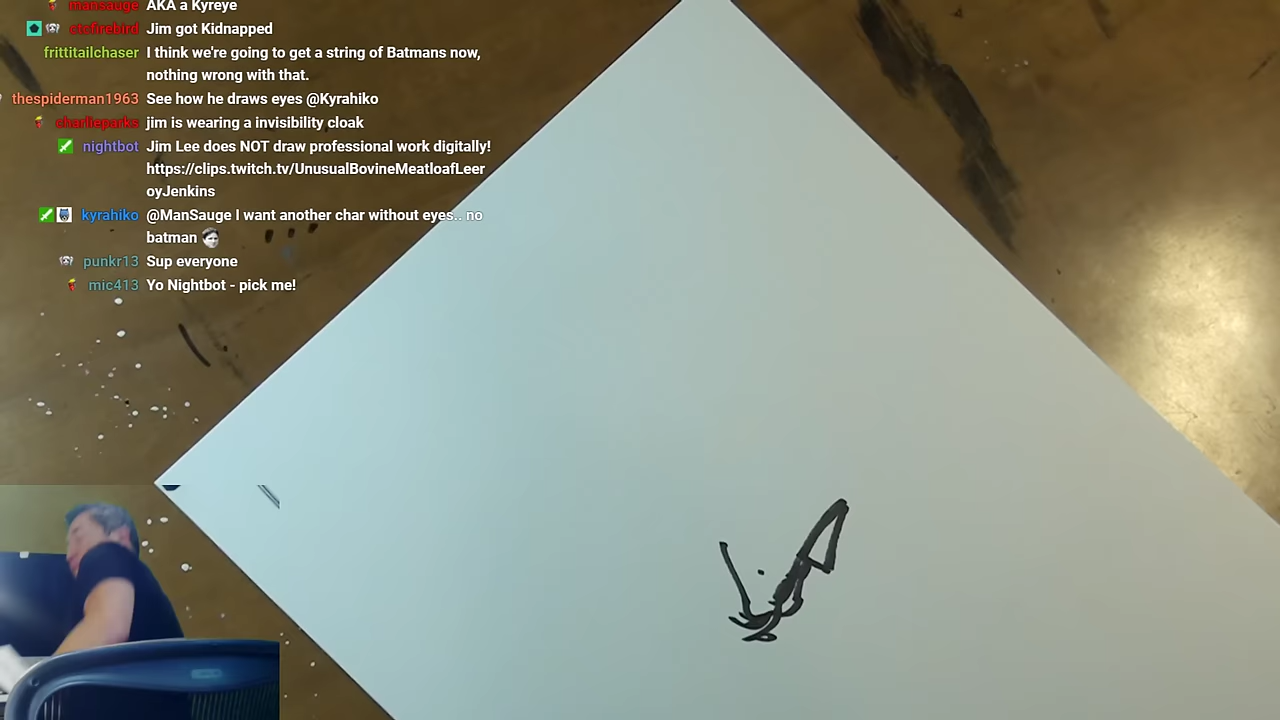 mansauge AKA a Kyreye
ctcfirebird Jim got Kidnapped
frittitailchaser I think we're going to get a string of Batmans now,
nothing wrong with that.
thespiderman1963 See how he draws eyes @Kyrahiko
charlieparks jim is wearing a invisibility cloak
nightbot Jim Lee does NOT draw professional work digitally!
https://clips.twitch.tv/UnusualBovineMeatloafLeer
oyJenkins
kyrahiko @ManSauge I want another char without eyes.. no
batman
punkr13 Sup everyone
mic413 Yo Nightbot - pick me!